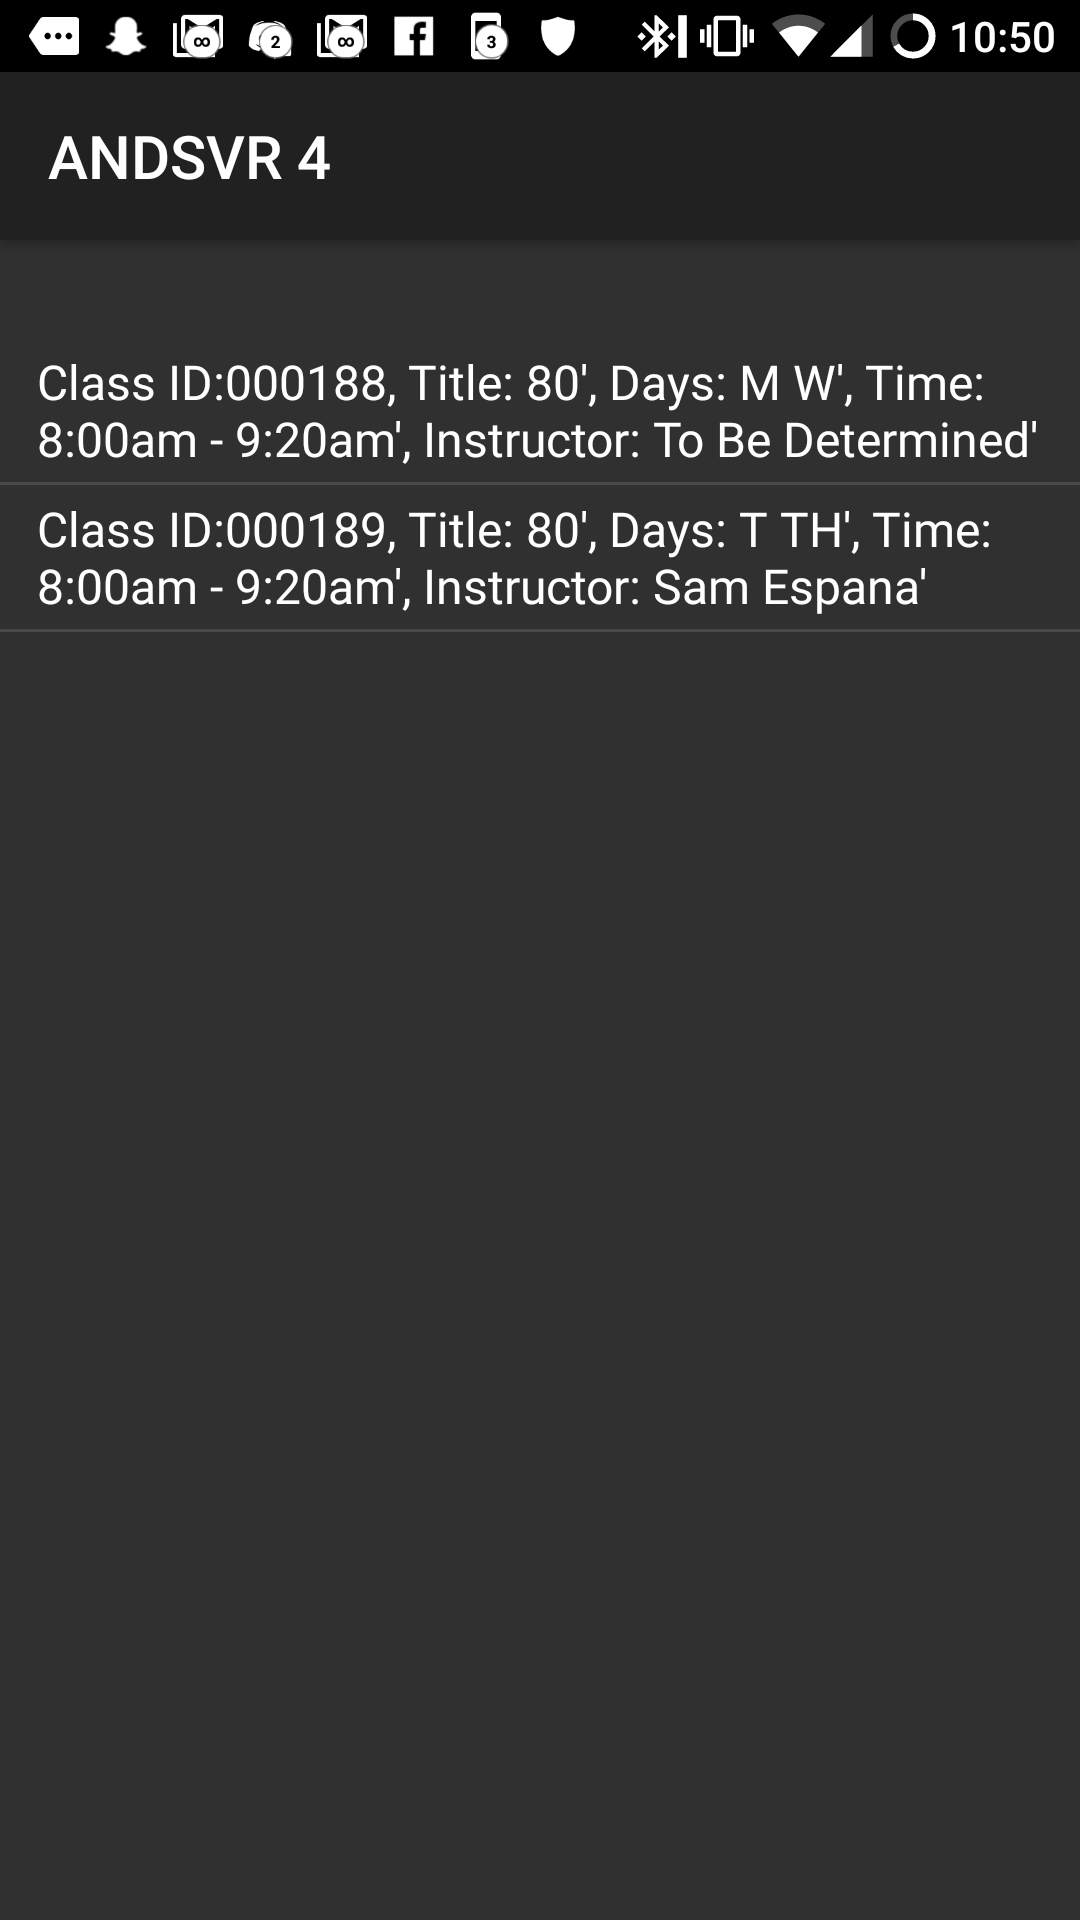 10:50
ANDSVR 4
Class ID:000188, Title: 80', Days: M W', Time:
8:00am - 9:20am', Instructor: To Be Determined'
Class ID:000189, Title: 80', Days: T TH', Time:
8:00am - 9:20am', Instructor: Sam Espana'